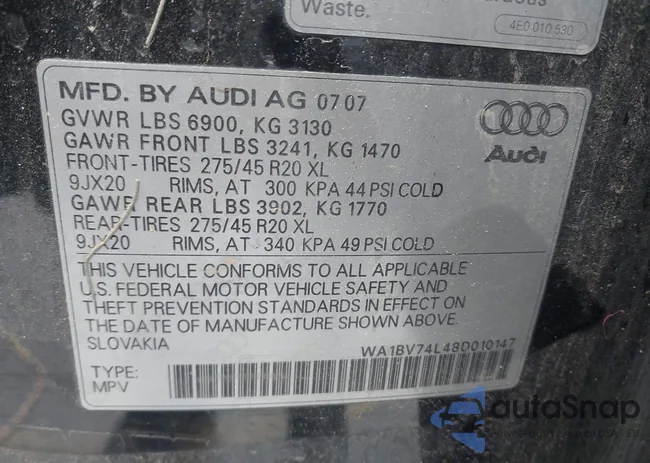 Waste.
4E0 010 530
MFD. BY AUDI AG 07 07
GVWR LBS 6900, KG 3130
GAWR FRONT LBS 3241, KG 1470
FRONT-TIRES 275/45 R20 XL
9JX20 RIMS, AT 300 KPA 44 PSI COLD
GAWR REAR LBS 3902, KG 1770
REAR-TIRES 275/45 R20 XL
9JX20 RIMS, AT 340 KPA 49 PSI COLD
Audi
THIS VEHICLE CONFORMS TO ALL APPLICABLE
U.S. FEDERAL MOTOR VEHICLE SAFETY AND
THEFT PREVENTION STANDARDS IN EFFECT ON
THE DATE OF MANUFACTURE SHOWN ABOVE.
SLOVAKIA
WA1BV74L48D010147
TYPE:
MPV
autoSnap